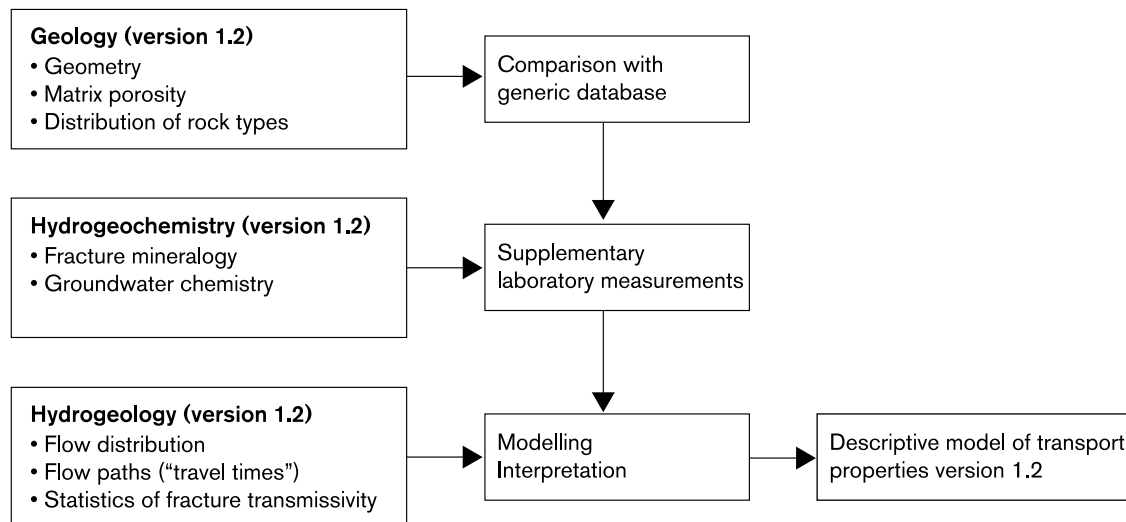 Geology (version 1.2)
• Geometry
• Matrix porosity
• Distribution of rock types
Comparison with
generic database
Hydrogeochemistry (version 1.2)
• Fracture mineralogy
• Groundwater chemistry
Supplementary
laboratory measurements
Hydrogeology (version 1.2)
• Flow distribution
• Flow paths (“travel times”)
• Statistics of fracture transmissivity
Modelling
Interpretation
Descriptive model of transport
properties version 1.2